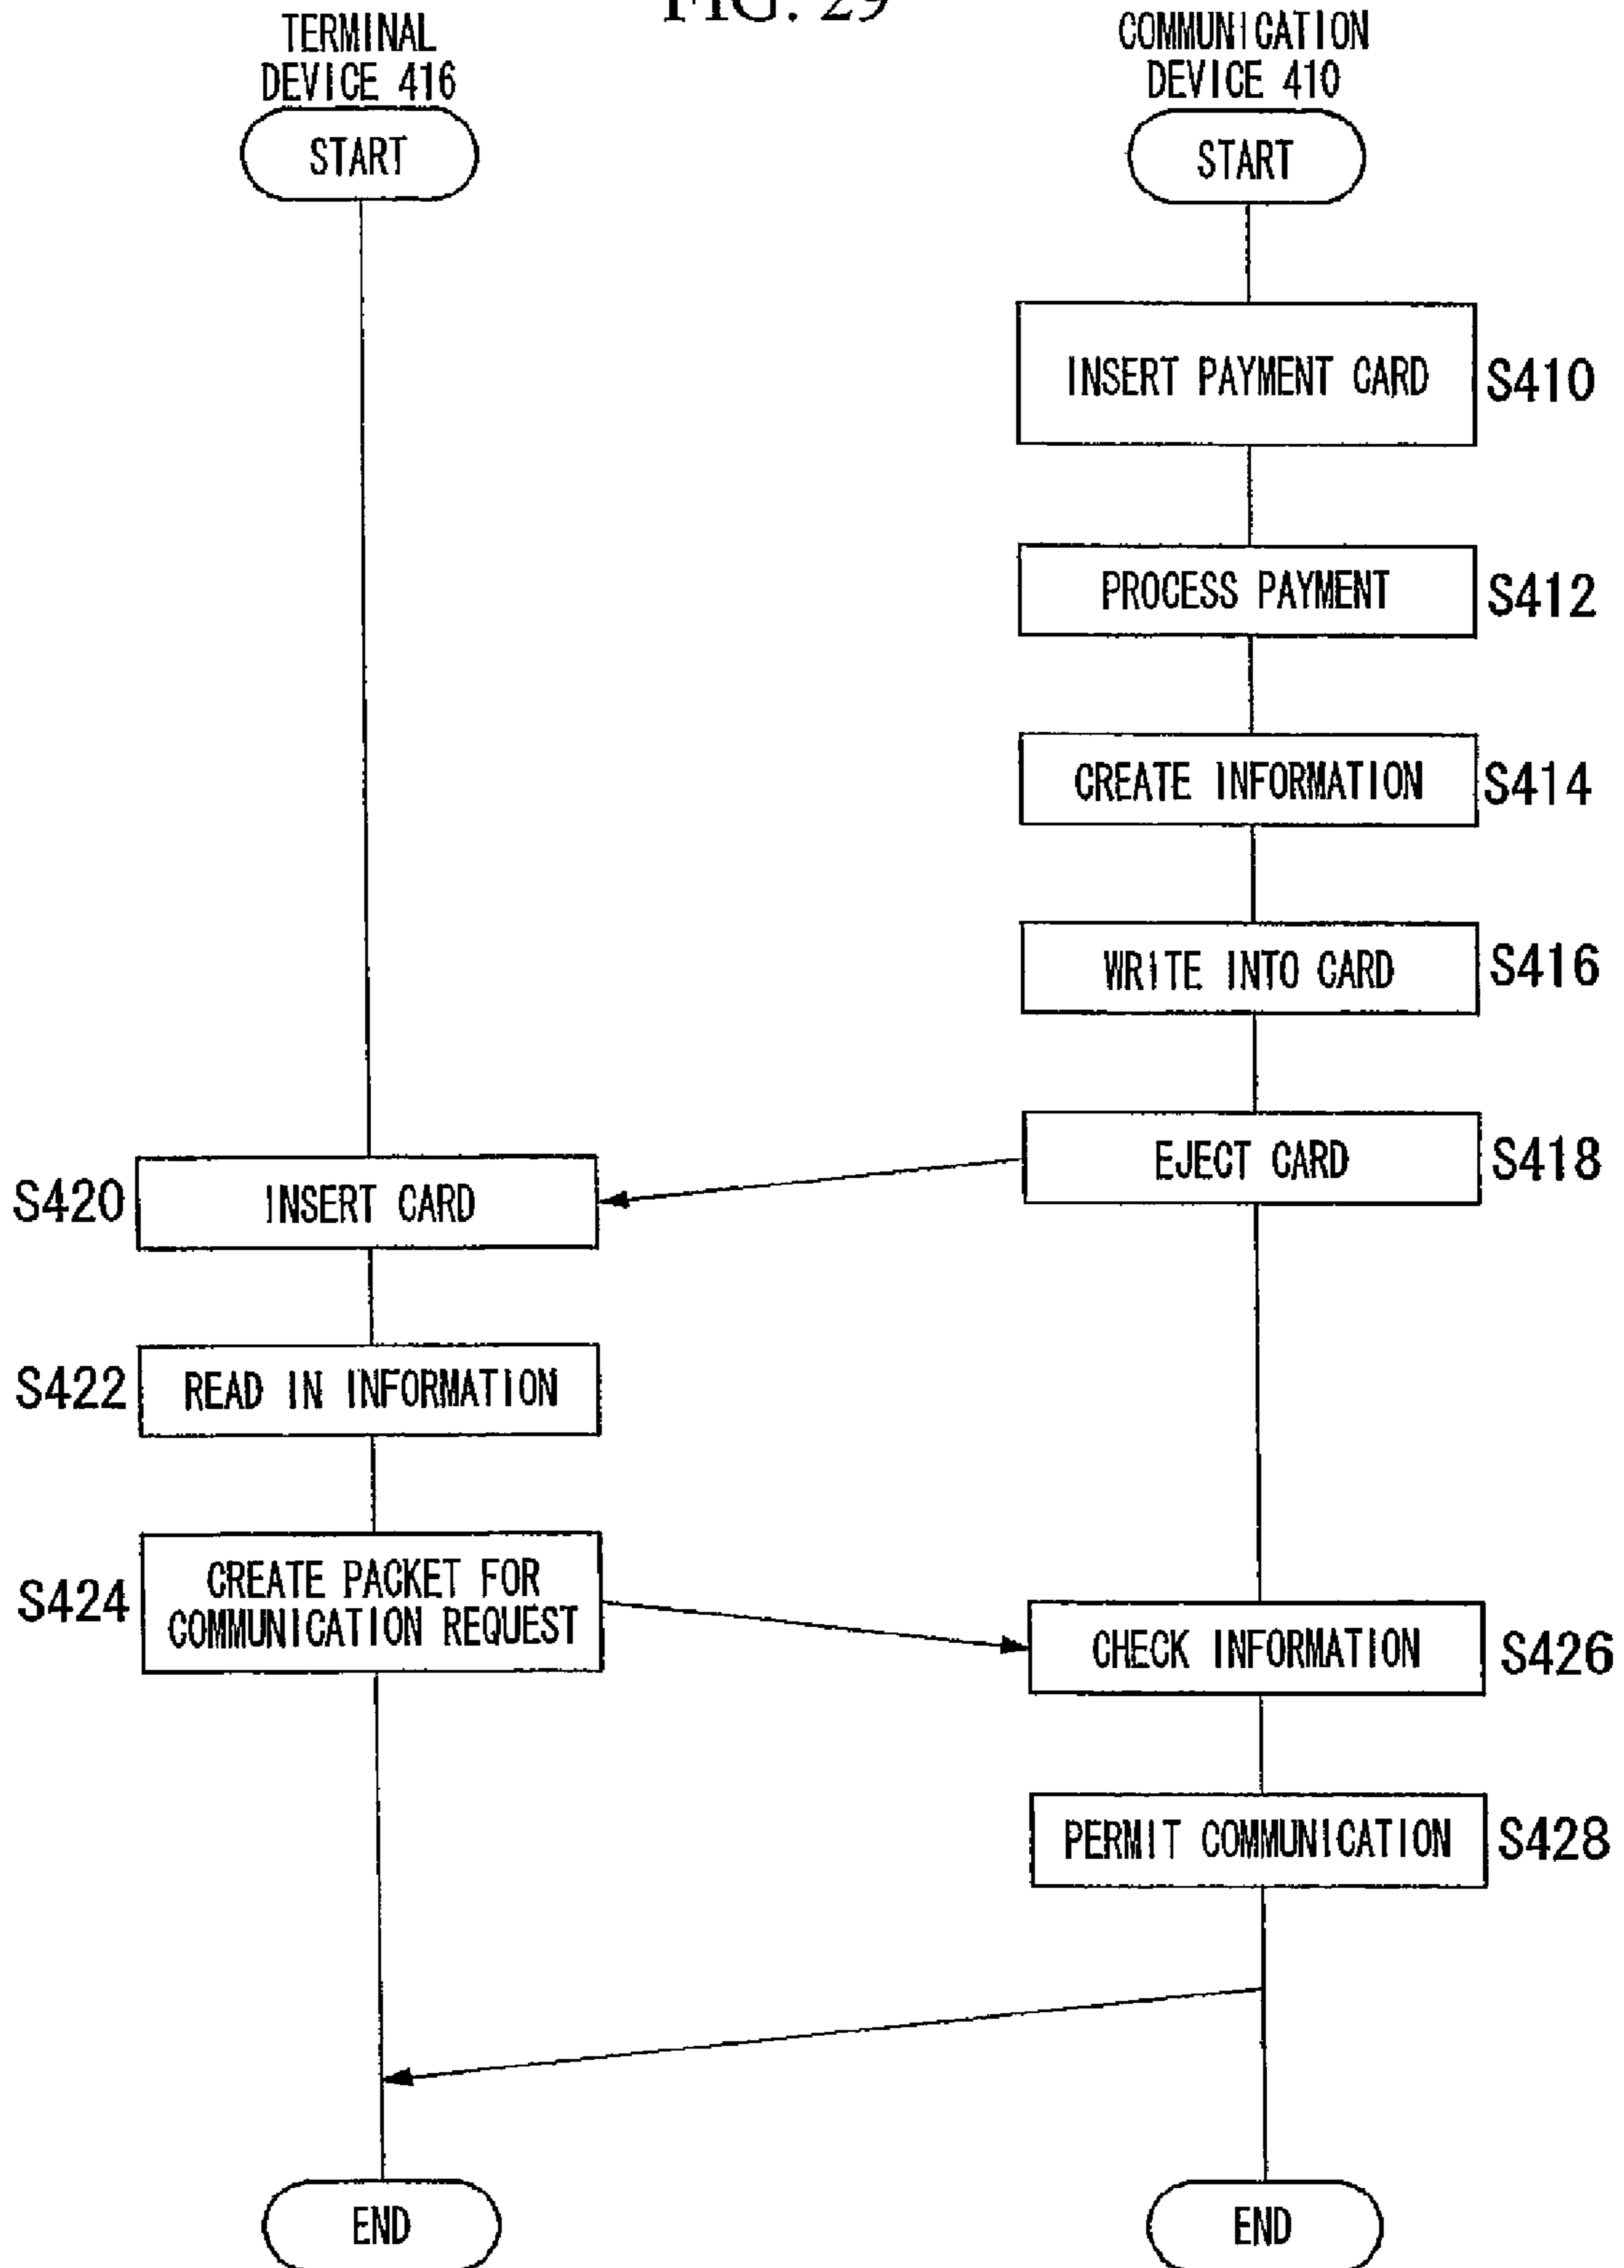 FIG. 29
TERMINAL
DEVICE 416
COMMUNICATION
DEVICE 410
START
START
INSERT PAYMENT CARD
S410
PROCESS PAYMENT
S412
CREATE INFORMATION
S414
WRITE INTO CARD
S416
EJECT CARD
S418
S420
INSERT CARD
S422
READ IN INFORMATION
S424
CREATE PACKET FOR
COMMUNICATION REQUEST
CHECK INFORMATION
S426
PERMIT COMMUNICATION
S428
END
END